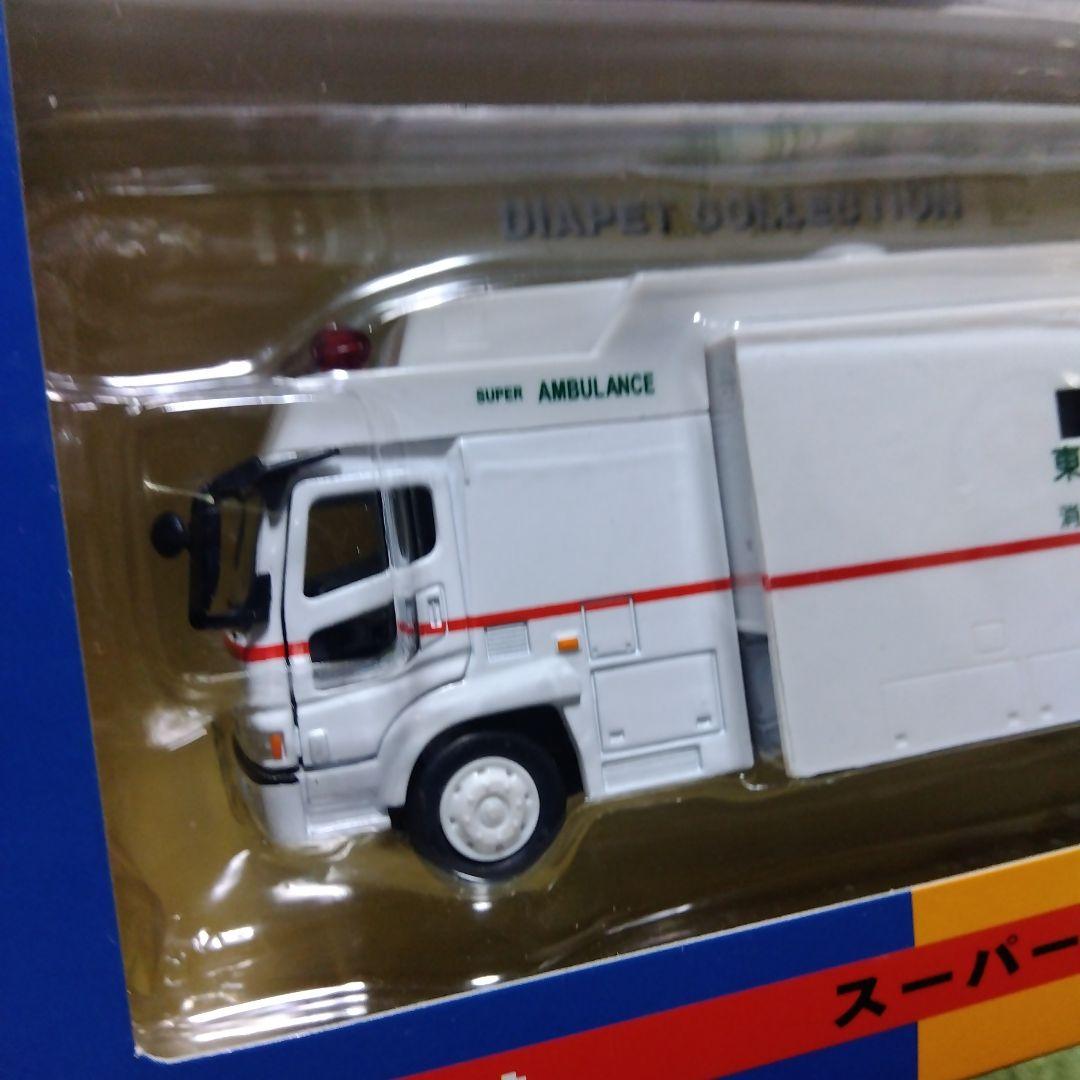 DIAPET COLLECTION
SUPER AMBULANCE
東
消
スーパー